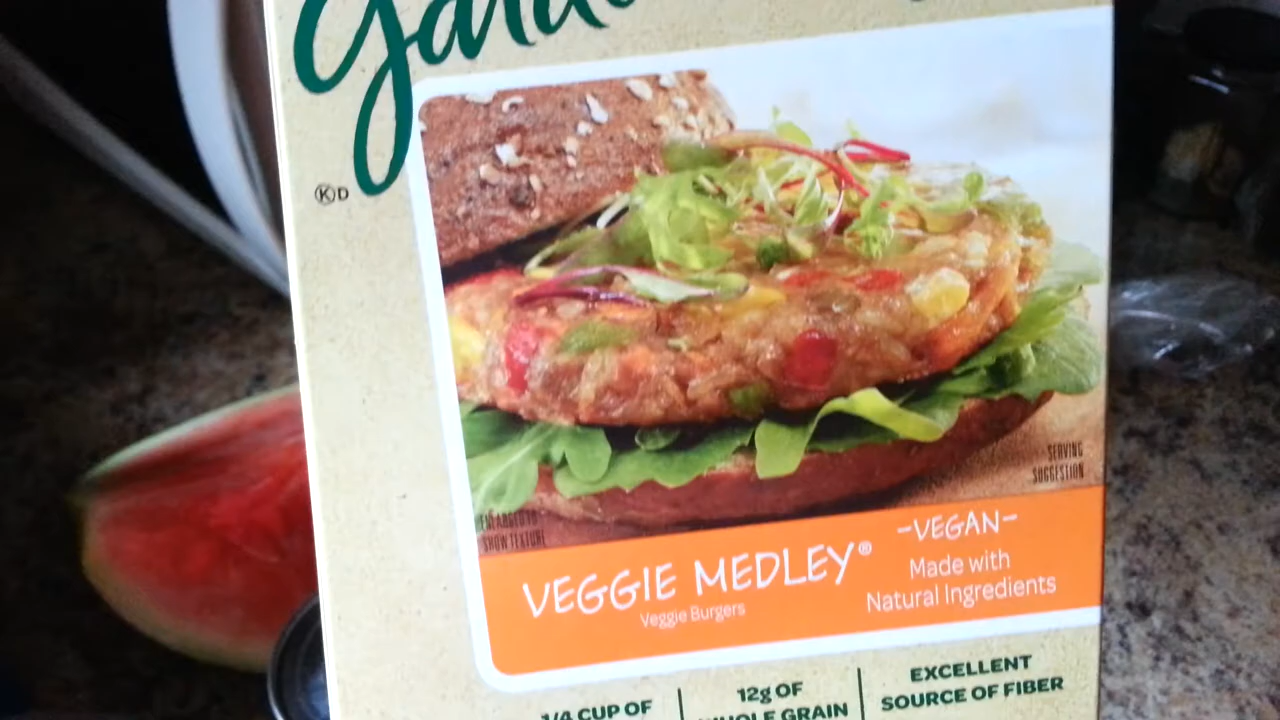 ⓀD
SERVING
SUGGESTION
ENLARGED TO
SHOW TEXTURE
VEGGIE MEDLEY®
Veggie Burgers
-VEGAN-
Made with
Natural Ingredients
1/4 CUP OF
12g OF
WHOLE GRAIN
EXCELLENT
SOURCE OF FIBER